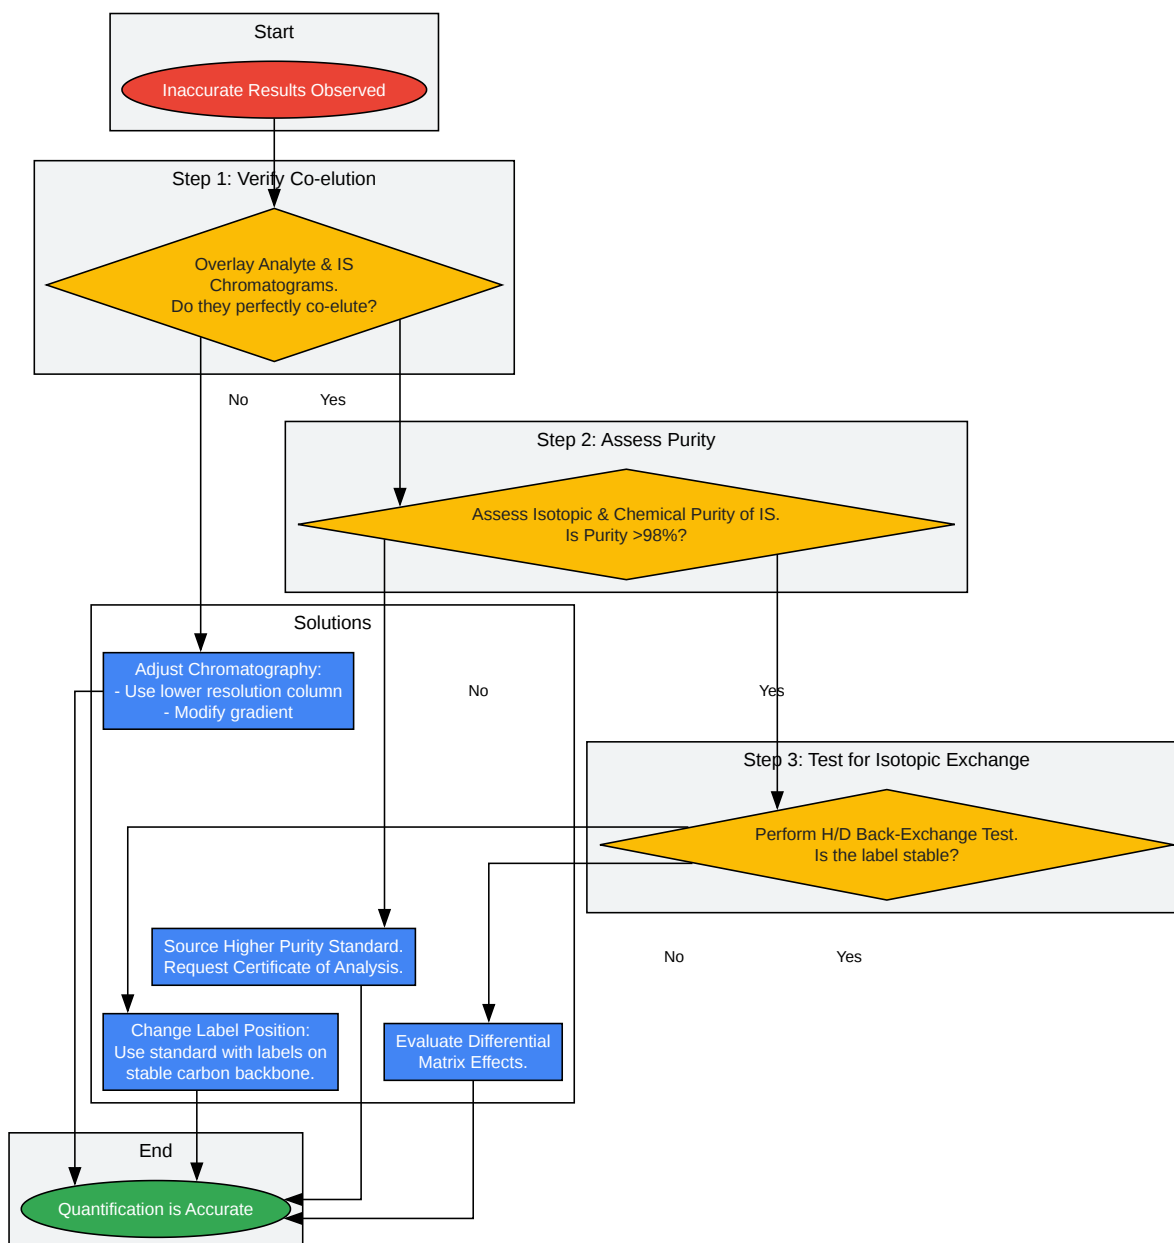 Start
Inaccurate Results Observed
Step 1: Verify Co-elution
Overlay Analyte & IS
Chromatograms.
Do they perfectly co-elute?
No
Yes
Step 2: Assess Purity
Assess Isotopic & Chemical Purity of IS.
Is Purity >98%?
Solutions
Adjust Chromatography:
- Use lower resolution column
- Modify gradient
No
Yes
Step 3: Test for Isotopic Exchange
Perform H/D Back-Exchange Test.
Is the label stable?
Source Higher Purity Standard.
Request Certificate of Analysis.
No
Yes
Change Label Position:
Use standard with labels on
stable carbon backbone.
Evaluate Differential
Matrix Effects.
End
Quantification is Accurate